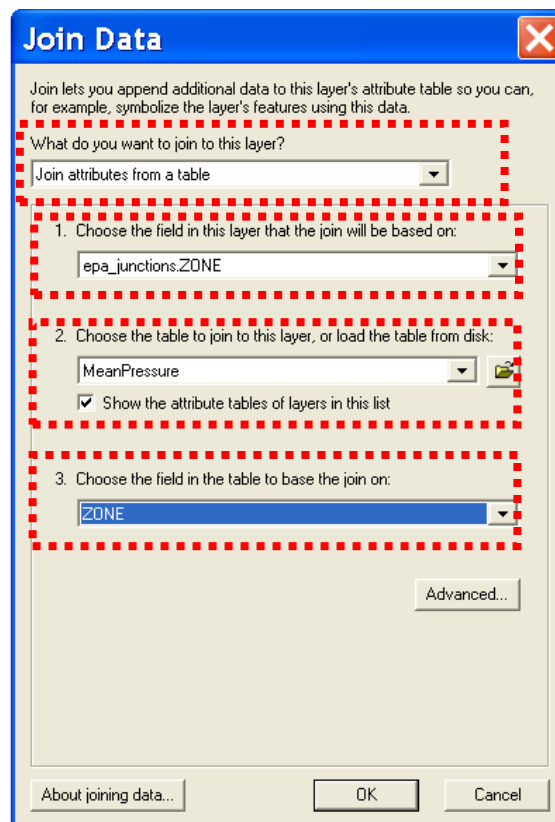 Join Data
Join lets you append additional data to this layer's attribute table so you can,
for example, symbolize the layer's features using this data.
What do you want to join to this layer?
Join attributes from a table
1. Choose the field in this layer that the join will be based on:
epa_junctions.ZONE
2. Choose the table to join to this layer, or load the table from disk:
MeanPressure
Show the attribute tables of layers in this list
3. Choose the field in the table to base the join on:
ZONE
Advanced...
About joining data...
OK
Cancel